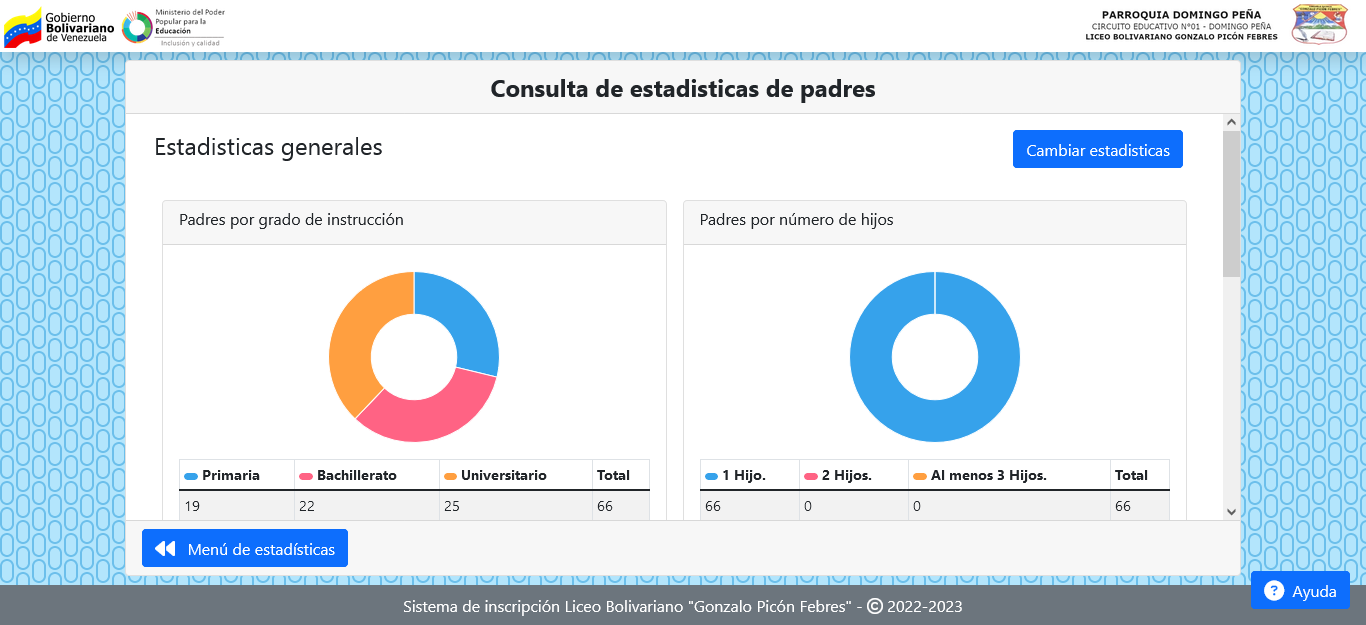 Gobierno
Bolivariano
de Venezuela
Ministerio del Poder
Popular para la
Educación
Inclusión y calidad
PARROQUIA DOMINGO PEÑA
CIRCUITO EDUCATIVO N°01 - DOMINGO PEÑA
LICEO BOLIVARIANO GONZALO PICÓN FEBRES
Consulta de estadisticas de padres
Estadisticas generales
Cambiar estadisticas
Padres por grado de instrucción
Primaria Bachillerato Universitario Total
19 22 25 66
Padres por número de hijos
1 Hijo. 2 Hijos. Al menos 3 Hijos. Total
66 0 0 66
Menú de estadísticas
Ayuda
Sistema de inscripción Liceo Bolivariano "Gonzalo Picón Febres" - © 2022-2023